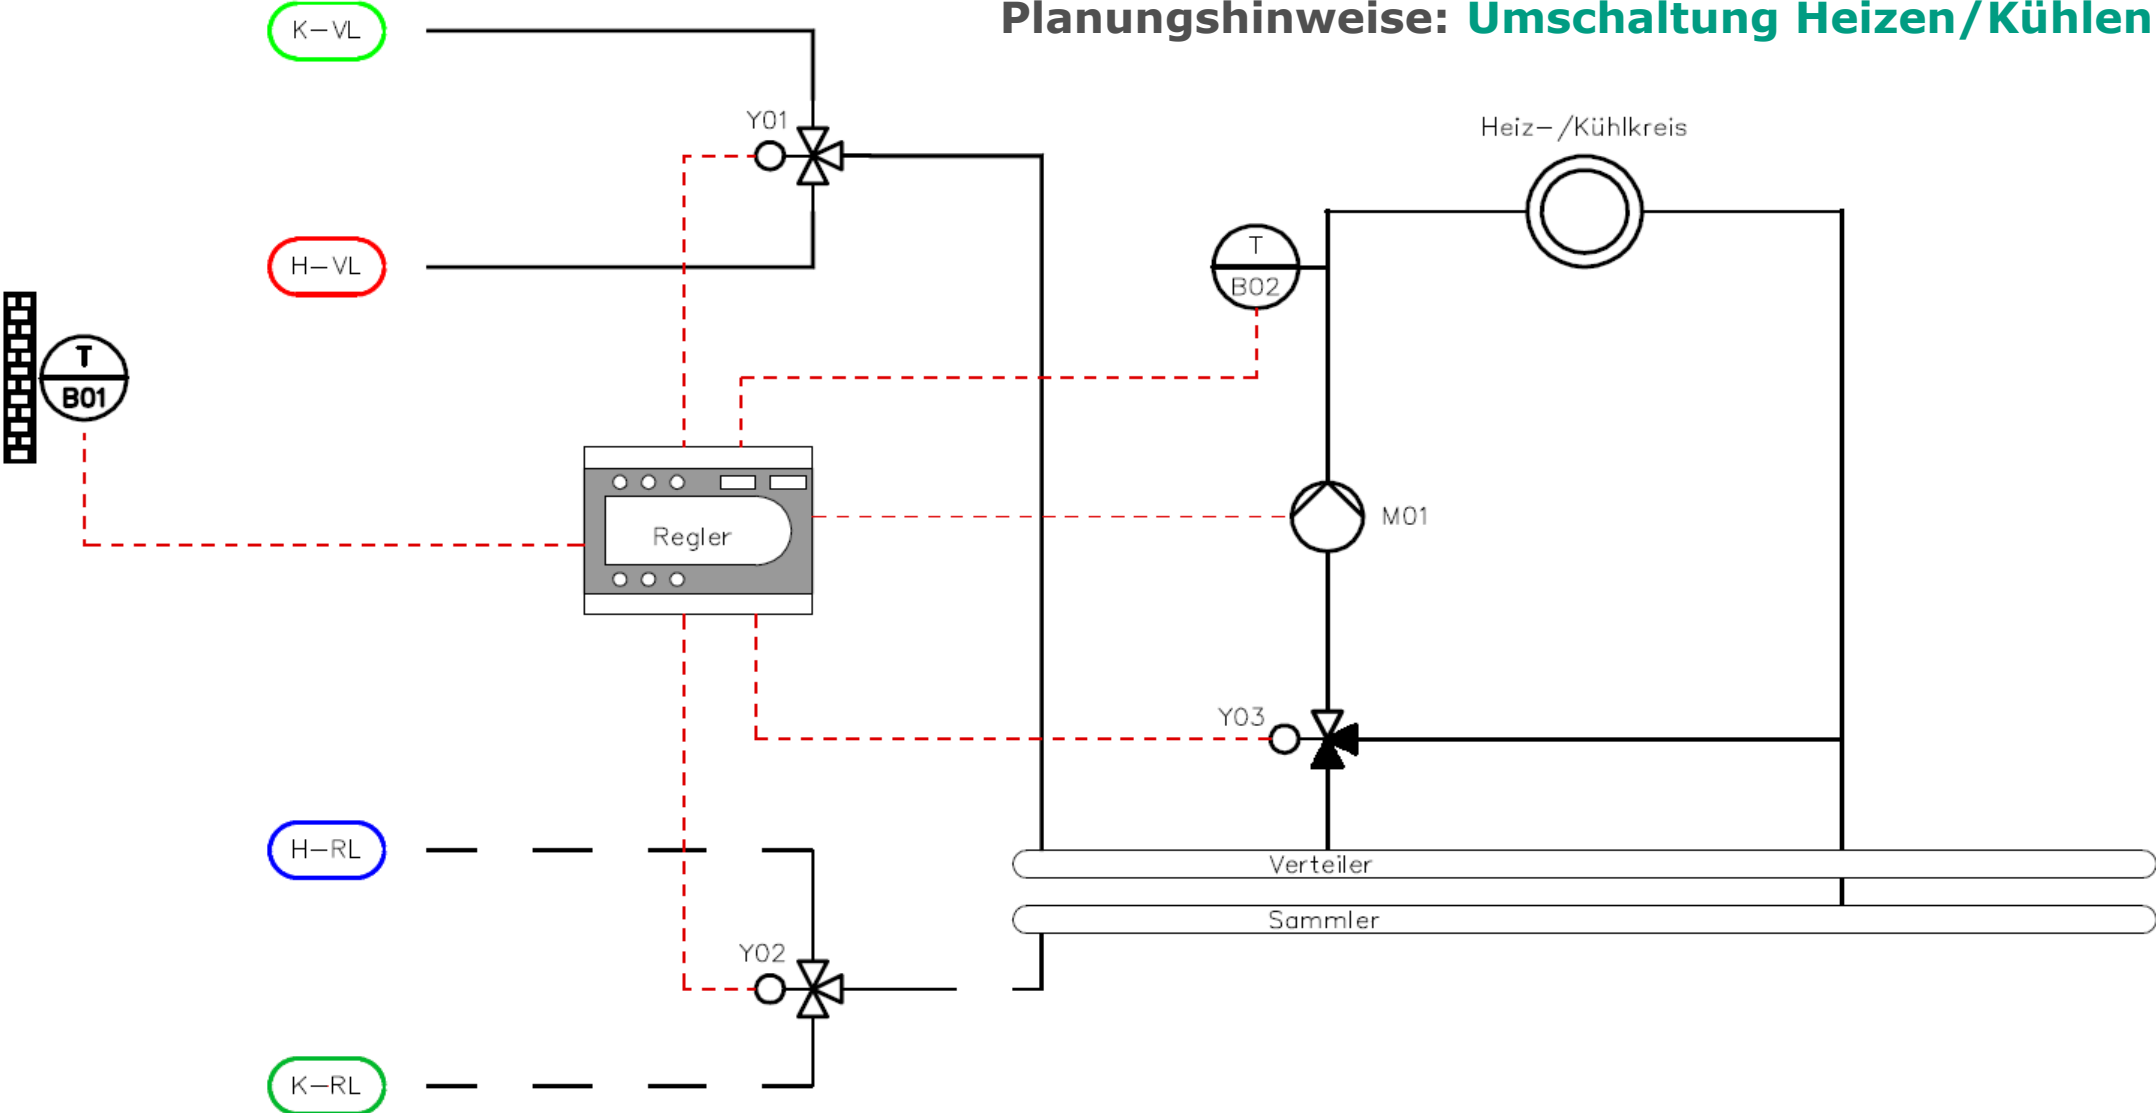 Planungshinweise: Umschaltung Heizen/Kühlen
K-VL
Y01
Heiz-/Kühlkreis
H-VL
T
B02
T
B01
Regler
M01
Y03
H-RL
Verteiler
Sammler
Y02
K-RL